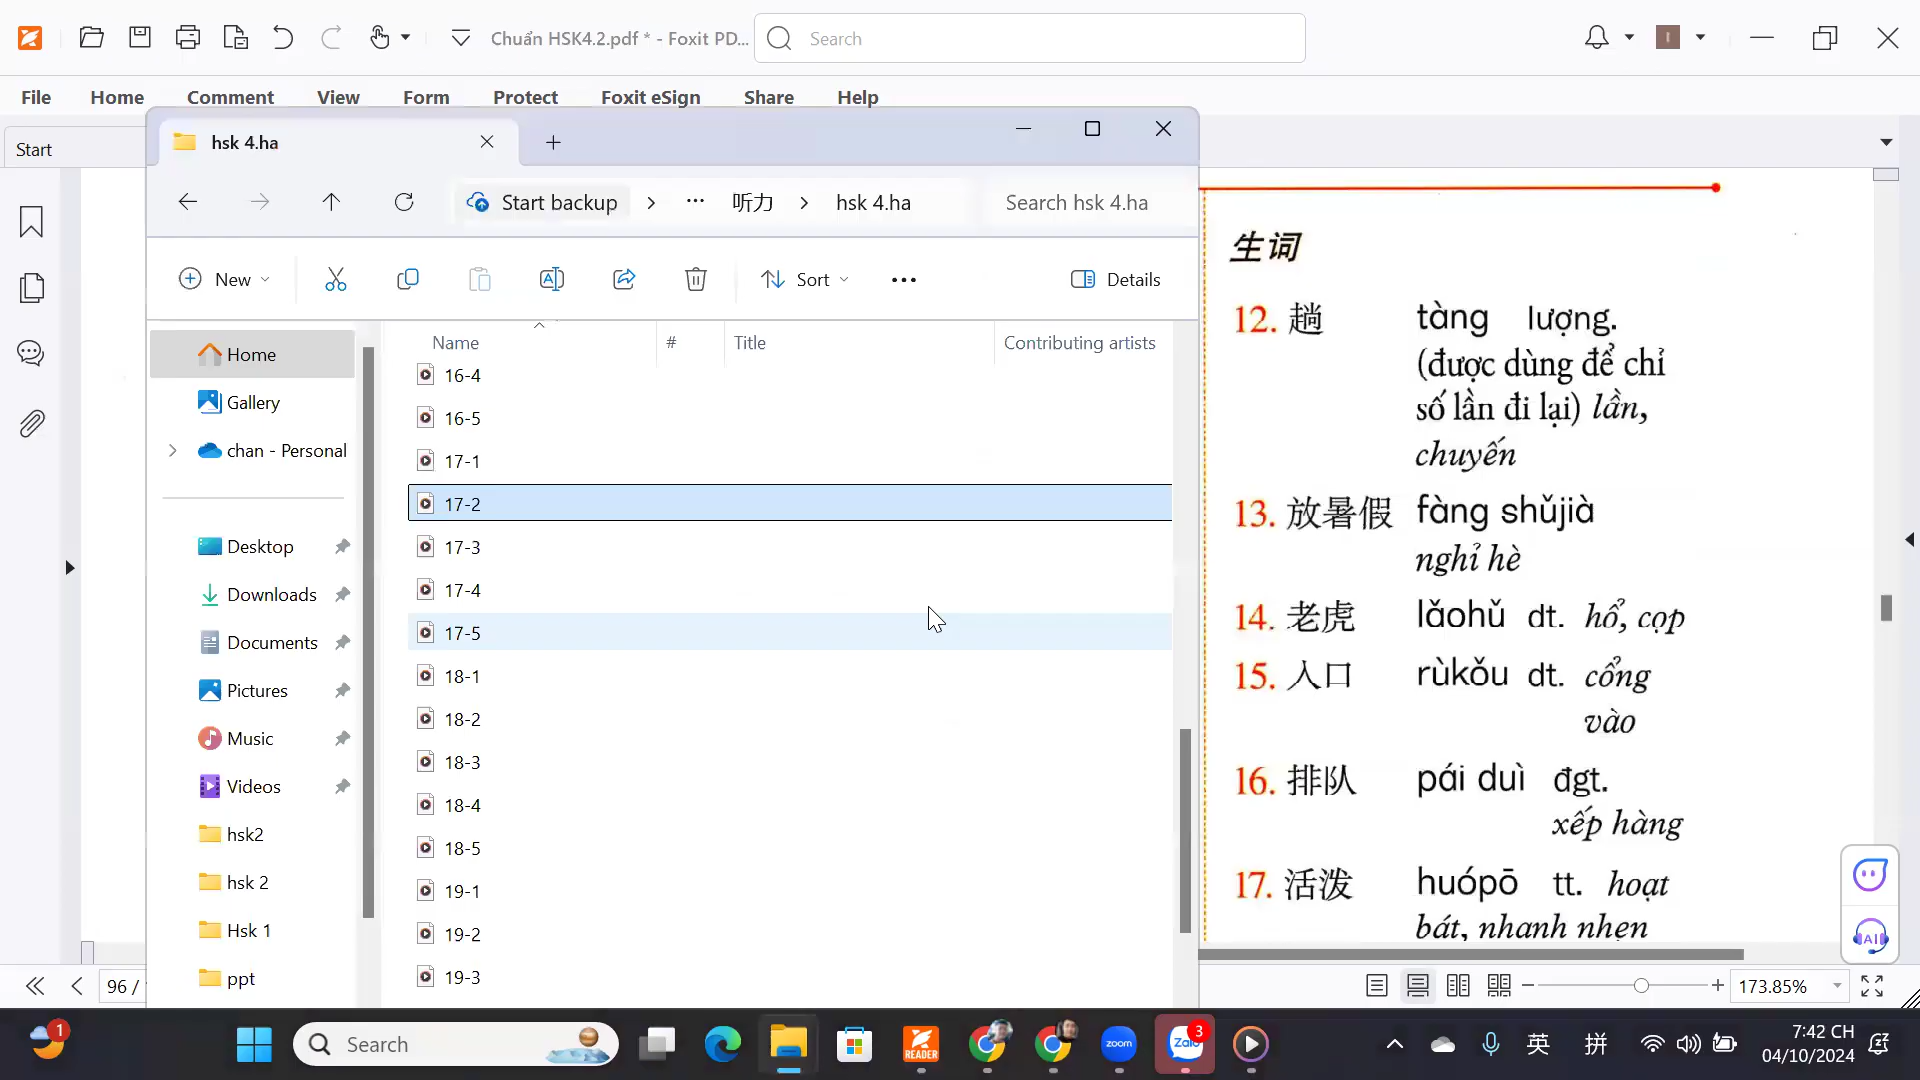 Chuẩn HSK4.2.pdf * - Foxit PD...
Search
File Home Comment View Form Protect Foxit eSign Share Help
Start
hsk 4.ha
Start backup > ... 听力 > hsk 4.ha
Search hsk 4.ha
New
Sort
Details
Home
Gallery
chan - Personal
Desktop
Downloads
Documents
Pictures
Music
Videos
hsk2
hsk 2
Hsk 1
ppt
Name # Title Contributing artists
16-4
16-5
17-1
17-2
17-3
17-4
17-5
18-1
18-2
18-3
18-4
18-5
19-1
19-2
19-3
生词
12. 趟 tàng lượng.
(được dùng để chỉ
số lần đi lại) lần,
chuyến
13. 放暑假 fàng shǔjià
nghỉ hè
14. 老虎 lǎohǔ dt. hổ, cọp
15. 入口 rùkǒu dt. cổng
vào
16. 排队 pái duì đgt.
xếp hàng
17. 活泼 huópō tt. hoạt
bát, nhanh nhẹn
AI
96 /
173.85%
1
Search
READER
zoom
Zalo
3
英
拼
7:42 CH
04/10/2024